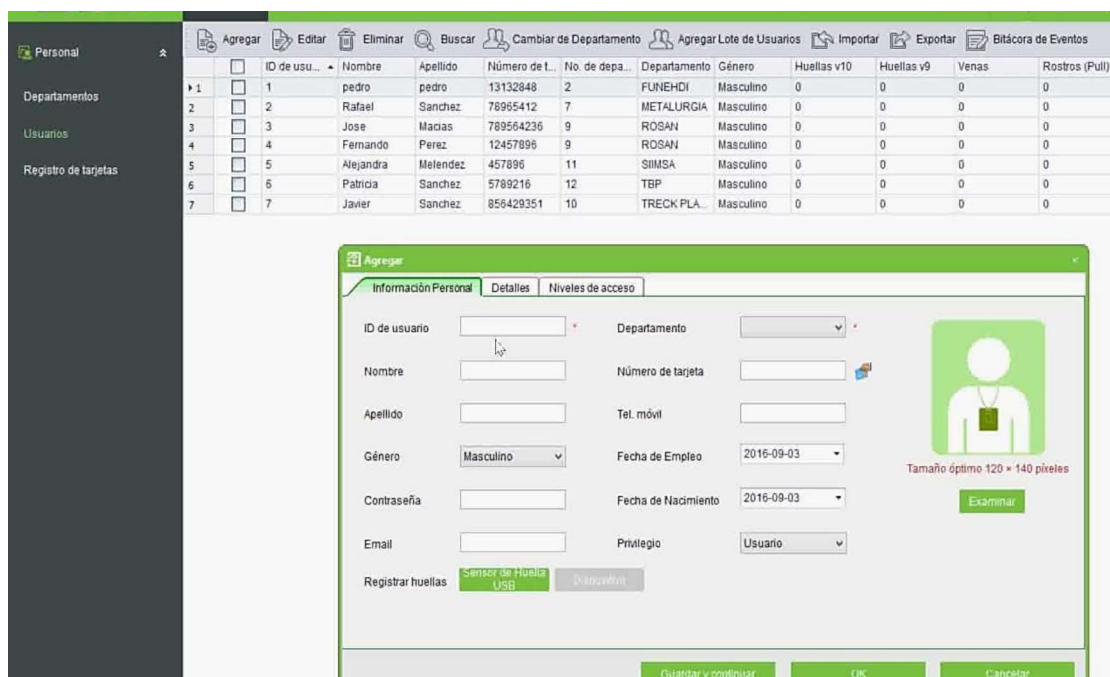 Agregar Editar Eliminar Buscar Cambiar de Departamento Agregar Lote de Usuarios Importar Exportar Bitácora de Eventos
Personal
Departamentos
Usuarios
Registro de tarjetas
ID de usu... Nombre Apellido Número de t... No. de depa... Departamento Género Huellas v10 Huellas v9 Venas Rostros (Pull)
1 1 pedro pedro 13132848 2 FUNEHDI Masculino 0 0 0 0
2 2 Rafael Sanchez 78965412 7 METALURGIA Masculino 0 0 0 0
3 3 Jose Macias 789564236 9 ROSAN Masculino 0 0 0 0
4 4 Fernando Perez 12457896 9 ROSAN Masculino 0 0 0 0
5 5 Alejandra Melendez 457896 11 SIIMSA Masculino 0 0 0 0
6 6 Patricia Sanchez 5789216 12 TBP Masculino 0 0 0 0
7 7 Javier Sanchez 856429351 10 TRECK PLA... Masculino 0 0 0 0
Agregar
Información Personal Detalles Niveles de acceso
ID de usuario * Departamento *
Nombre Número de tarjeta
Apellido Tel. móvil
Género Masculino Fecha de Empleo 2016-09-03
Tamaño óptimo 120 × 140 píxeles
Contraseña Fecha de Nacimiento 2016-09-03
Examinar
Email Privilegio Usuario
Registrar huellas Sensor de Huella USB Dispositivo
Guardar y continuar OK Cancelar